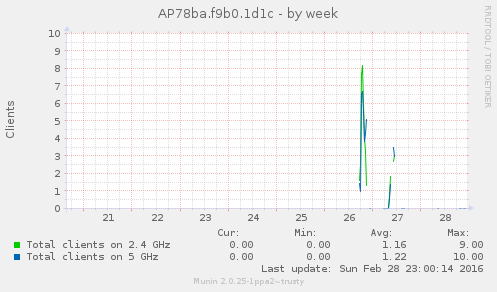 AP78ba.f9b0.1d1c - by week
RRDTOOL / TOBI OETIKER
Clients
10
9
8
7
6
5
4
3
2
1
0
21 22 23 24 25 26 27 28
Cur: Min: Avg: Max:
Total clients on 2.4 GHz 0.00 0.00 1.16 9.00
Total clients on 5 GHz 0.00 0.00 1.22 10.00
Last update: Sun Feb 28 23:00:14 2016
Munin 2.0.25-1ppa2~trusty